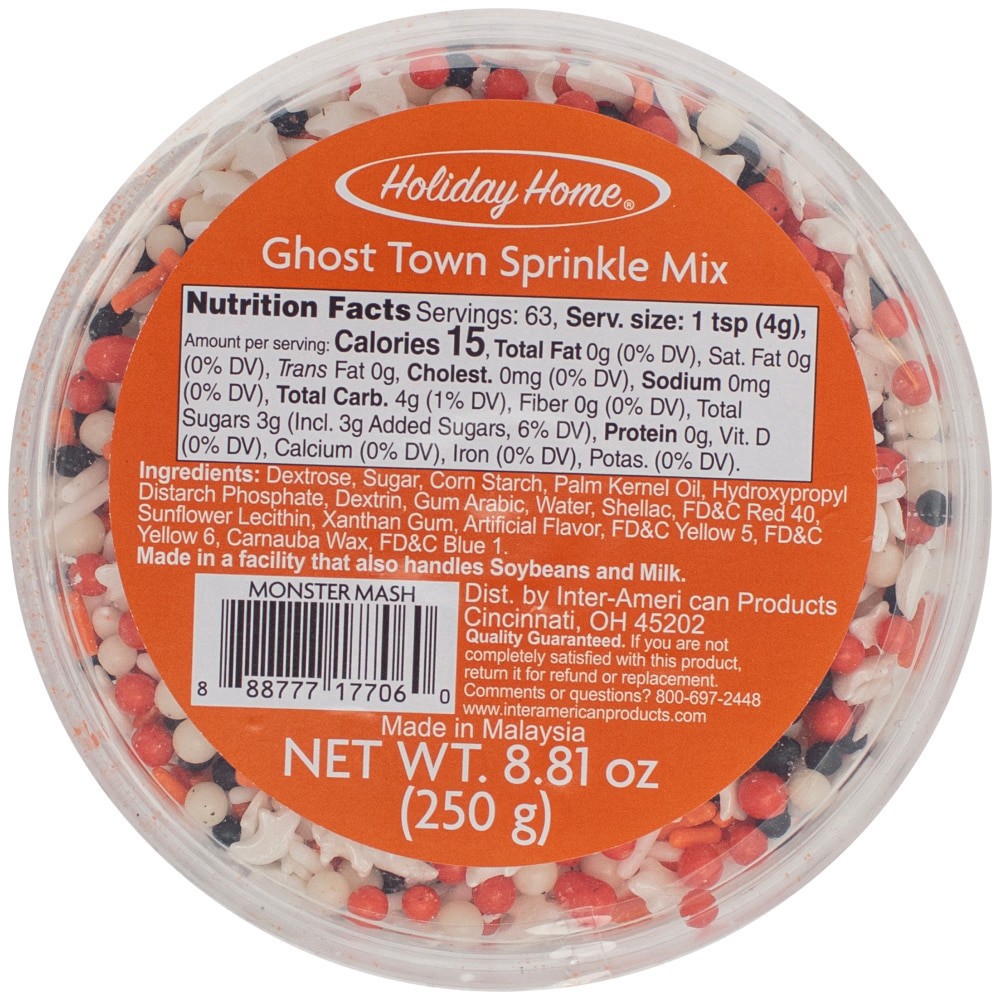 Holiday Home®
Ghost Town Sprinkle Mix
Nutrition Facts Servings: 63, Serv. size: 1 tsp (4g),
Amount per serving: Calories 15, Total Fat 0g (0% DV), Sat. Fat 0g
(0% DV), Trans Fat 0g, Cholest. 0mg (0% DV), Sodium 0mg
(0% DV), Total Carb. 4g (1% DV), Fiber 0g (0% DV), Total
Sugars 3g (Incl. 3g Added Sugars, 6% DV), Protein 0g, Vit. D
(0% DV), Calcium (0% DV), Iron (0% DV), Potas. (0% DV).
Ingredients: Dextrose, Sugar, Corn Starch, Palm Kernel Oil, Hydroxypropyl
Distarch Phosphate, Dextrin, Gum Arabic, Water, Shellac, FD&C Red 40,
Sunflower Lecithin, Xanthan Gum, Artificial Flavor, FD&C Yellow 5, FD&C
Yellow 6, Carnauba Wax, FD&C Blue 1.
Made in a facility that also handles Soybeans and Milk.
MONSTER MASH
8 88777 17706 0
Dist. by Inter-Ameri can Products
Cincinnati, OH 45202
Quality Guaranteed. If you are not
completely satisfied with this product,
return it for refund or replacement.
Comments or questions? 800-697-2448
www.interamericanproducts.com
Made in Malaysia
NET WT. 8.81 oz
(250 g)